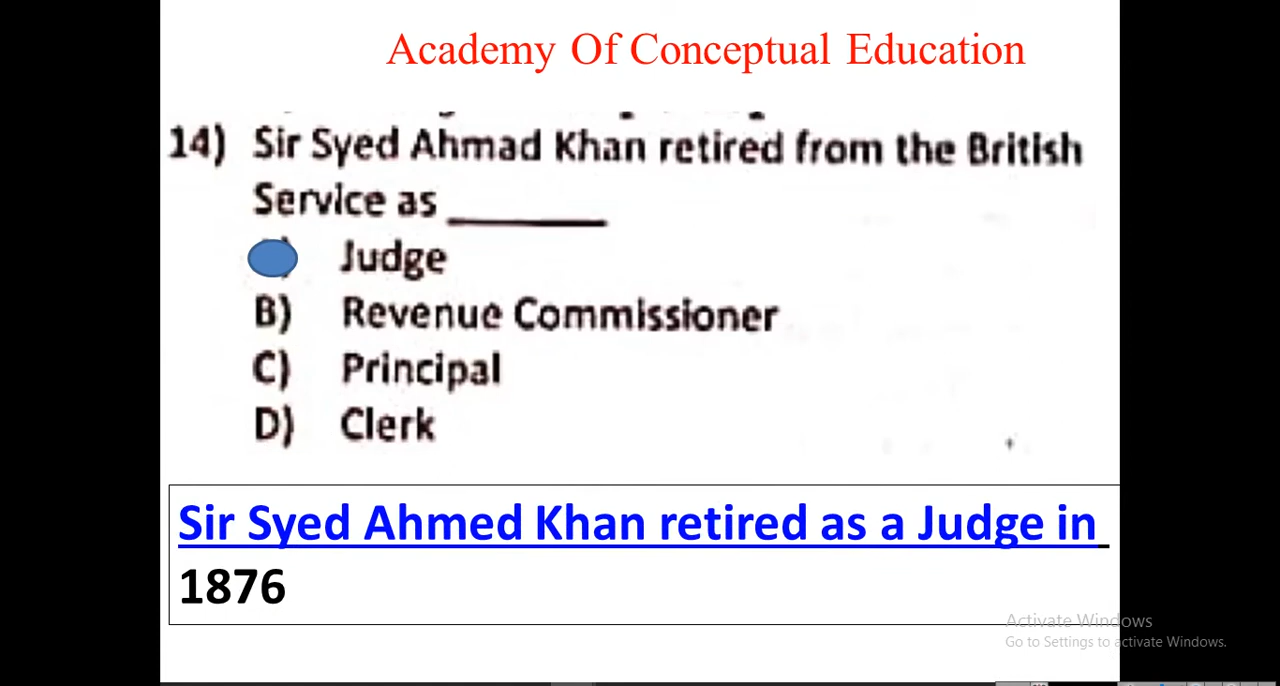 Academy Of Conceptual Education
14) Sir Syed Ahmad Khan retired from the British
Service as ________
Judge
B) Revenue Commissioner
C) Principal
D) Clerk
Sir Syed Ahmed Khan retired as a Judge in
1876
Activate Windows
Go to Settings to activate Windows.